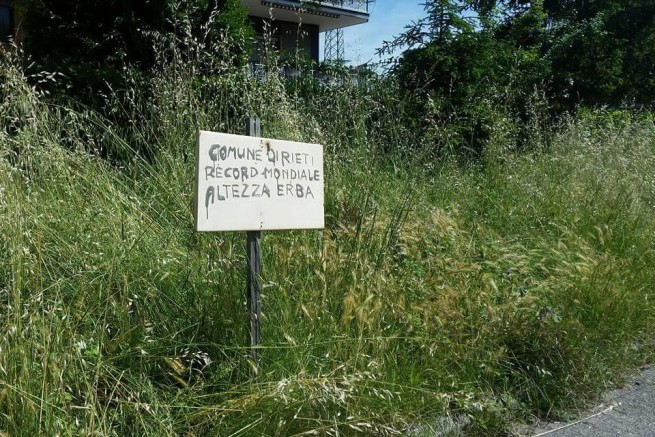 COMUNE DI RIETI
RECORD MONDIALE
ALTEZZA ERBA